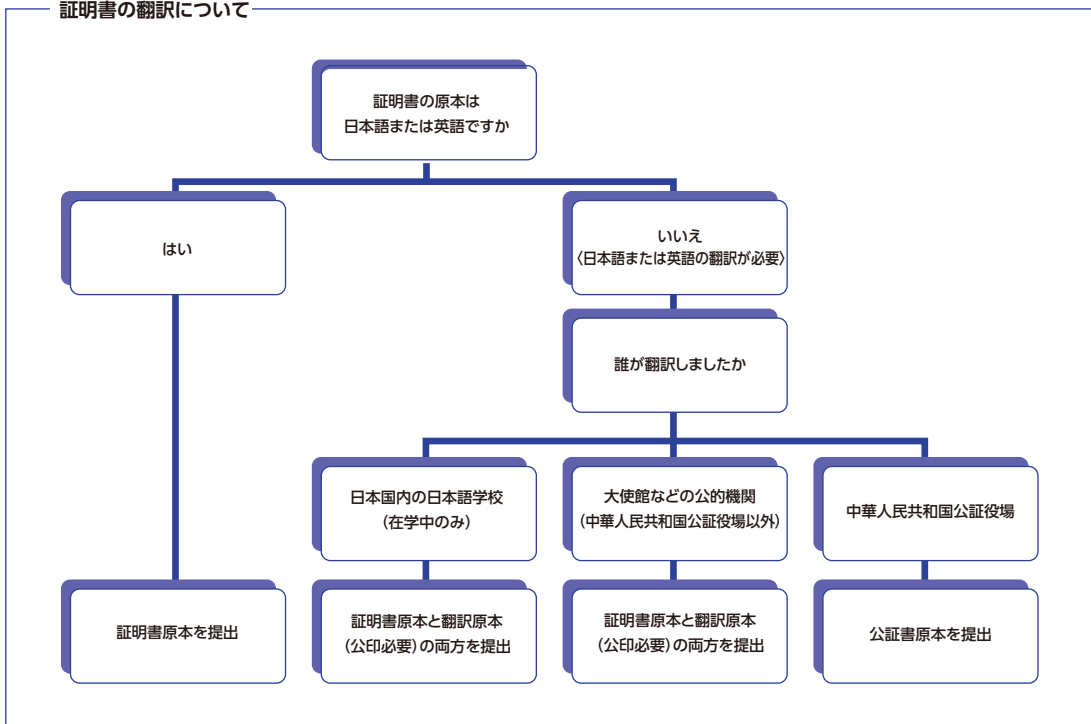 証明書の翻訳について
証明書の原本は
日本語または英語ですか
はい
いいえ
〈日本語または英語の翻訳が必要〉
誰が翻訳しましたか
日本国内の日本語学校
(在学中のみ)
大使館などの公的機関
(中華人民共和国公証役場以外)
中華人民共和国公証役場
証明書原本を提出
証明書原本と翻訳原本
(公印必要)の両方を提出
証明書原本と翻訳原本
(公印必要)の両方を提出
公証書原本を提出